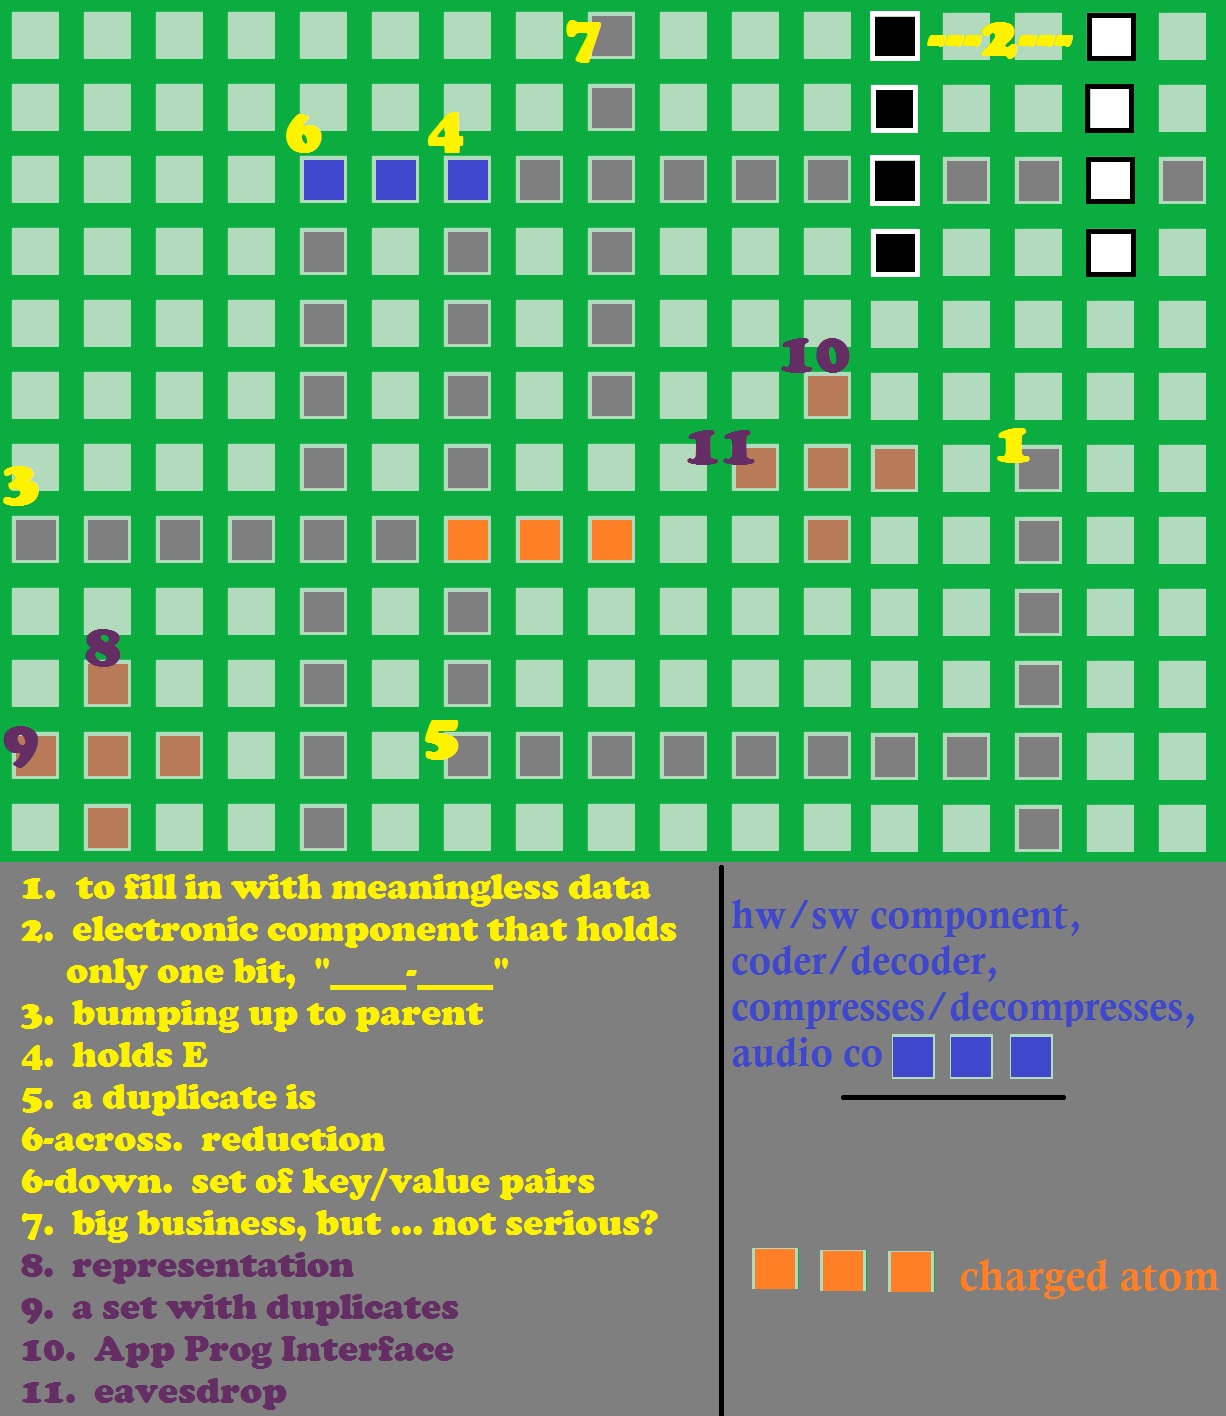 7
---2---
6
4
10
11
1
3
8
9
5
1. to fill in with meaningless data
2. electronic component that holds
only one bit, "____-____"
3. bumping up to parent
4. holds E
5. a duplicate is
6-across. reduction
6-down. set of key/value pairs
7. big business, but ... not serious?
8. representation
9. a set with duplicates
10. App Prog Interface
11. eavesdrop
hw/sw component,
coder/decoder,
compresses/decompresses,
audio co
charged atom